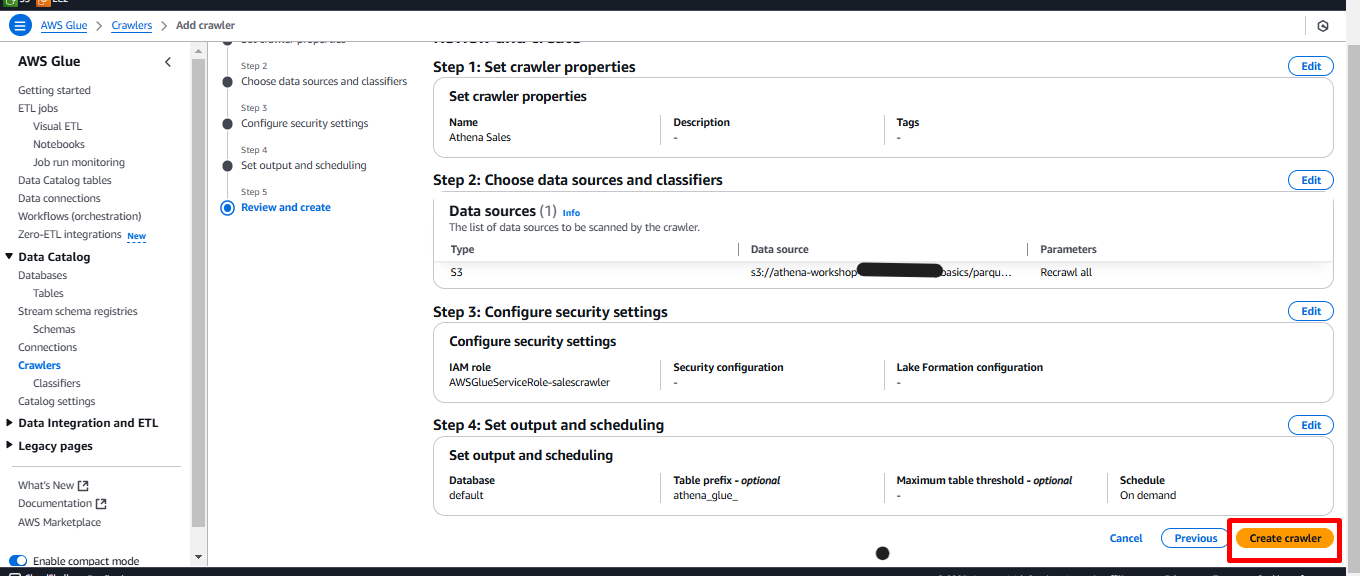 AWS Glue > Crawlers > Add crawler
AWS Glue
Getting started
ETL jobs
Visual ETL
Notebooks
Job run monitoring
Data Catalog tables
Data connections
Workflows (orchestration)
Zero-ETL integrations New
Data Catalog
Databases
Tables
Stream schema registries
Schemas
Connections
Crawlers
Classifiers
Catalog settings
Data Integration and ETL
Legacy pages
What's New
Documentation
AWS Marketplace
Enable compact mode
Step 2
Choose data sources and classifiers
Step 3
Configure security settings
Step 4
Set output and scheduling
Step 5
Review and create
Review and create
Step 1: Set crawler properties Edit
Set crawler properties
Name Description Tags
Athena Sales - -
Step 2: Choose data sources and classifiers Edit
Data sources (1) Info
The list of data sources to be scanned by the crawler.
Type Data source Parameters
S3 s3://athena-workshop basics/parqu... Recrawl all
Step 3: Configure security settings Edit
Configure security settings
IAM role Security configuration Lake Formation configuration
AWSGlueServiceRole-salescrawler - -
Step 4: Set output and scheduling Edit
Set output and scheduling
Database Table prefix - optional Maximum table threshold - optional Schedule
default athena_glue_ - On demand
Cancel Previous Create crawler